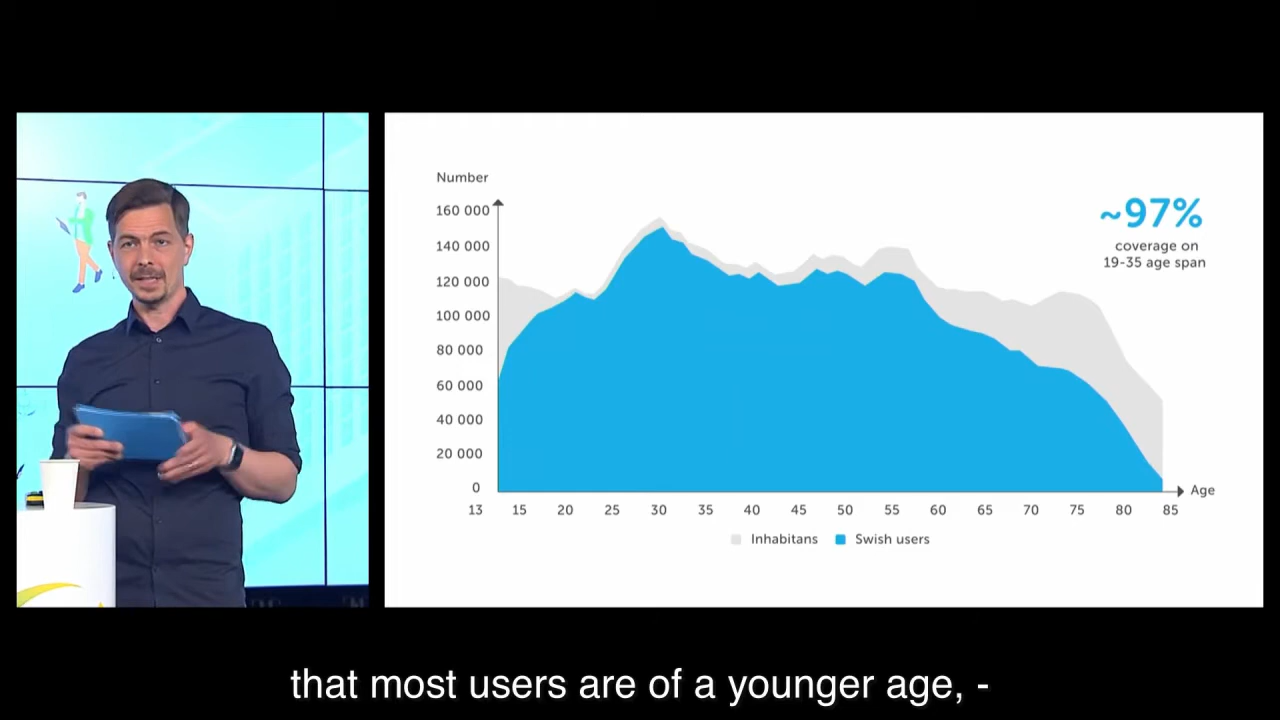 Number
160 000
140 000
120 000
100 000
80 000
60 000
40 000
20 000
0
13 15 20 25 30 35 40 45 50 55 60 65 70 75 80 85
Age
~97%
coverage on
19-35 age span
Inhabitans Swish users
that most users are of a younger age, -